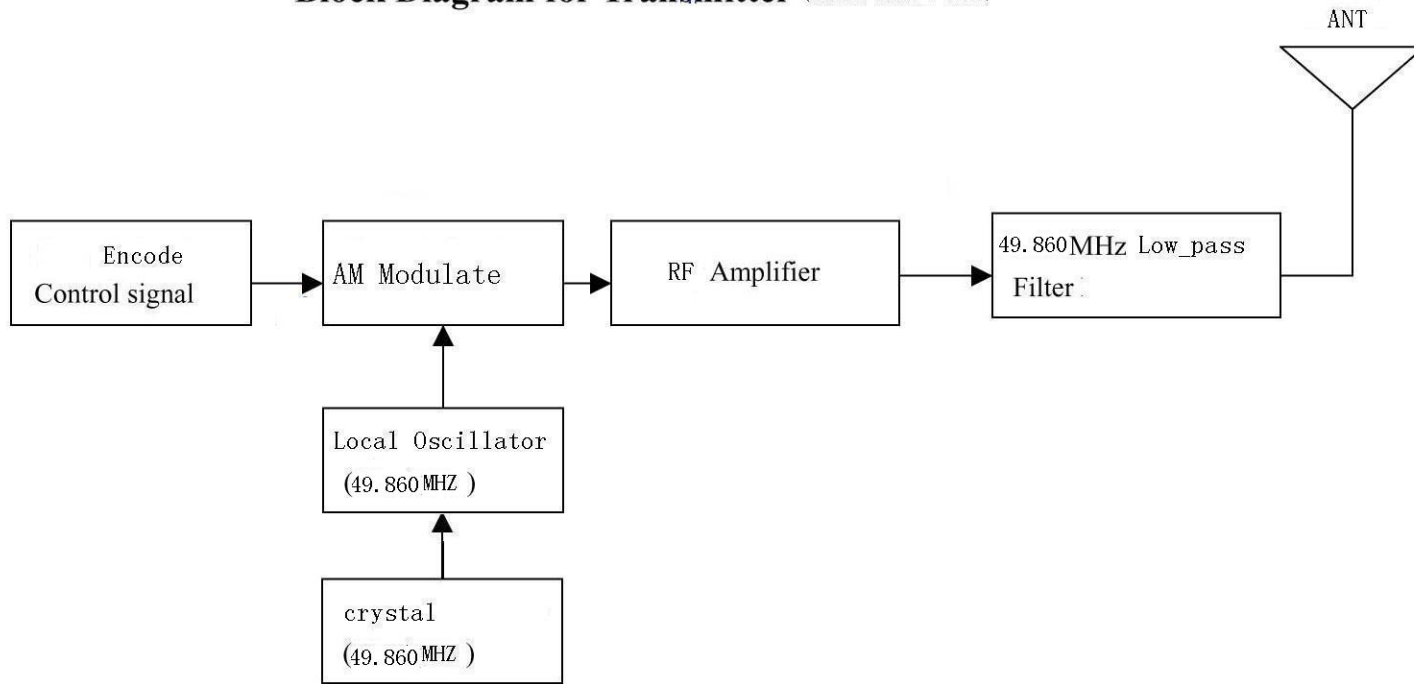 Block Diagram for Transmitter
ANT
Encode
Control signal
AM Modulate
RF Amplifier
49.860MHz Low_pass
Filter
Local Oscillator
(49.860MHZ )
crystal
(49.860MHZ )